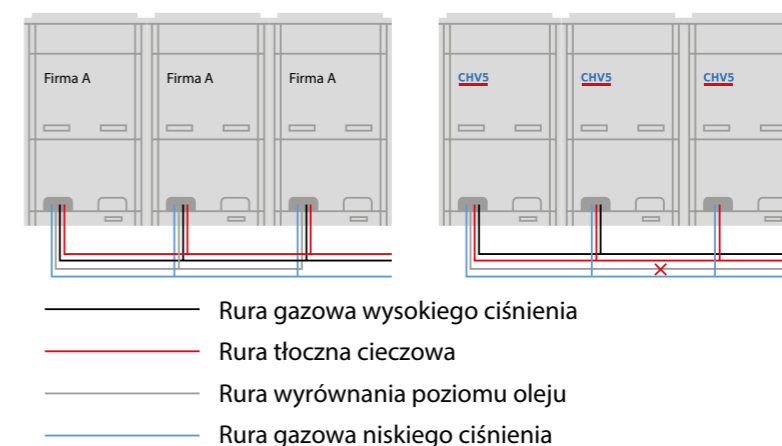 Firma A
Firma A
Firma A
CHV5
CHV5
CHV5
Rura gazowa wysokiego ciśnienia
Rura tłoczna cieczowa
Rura wyrównania poziomu oleju
Rura gazowa niskiego ciśnienia